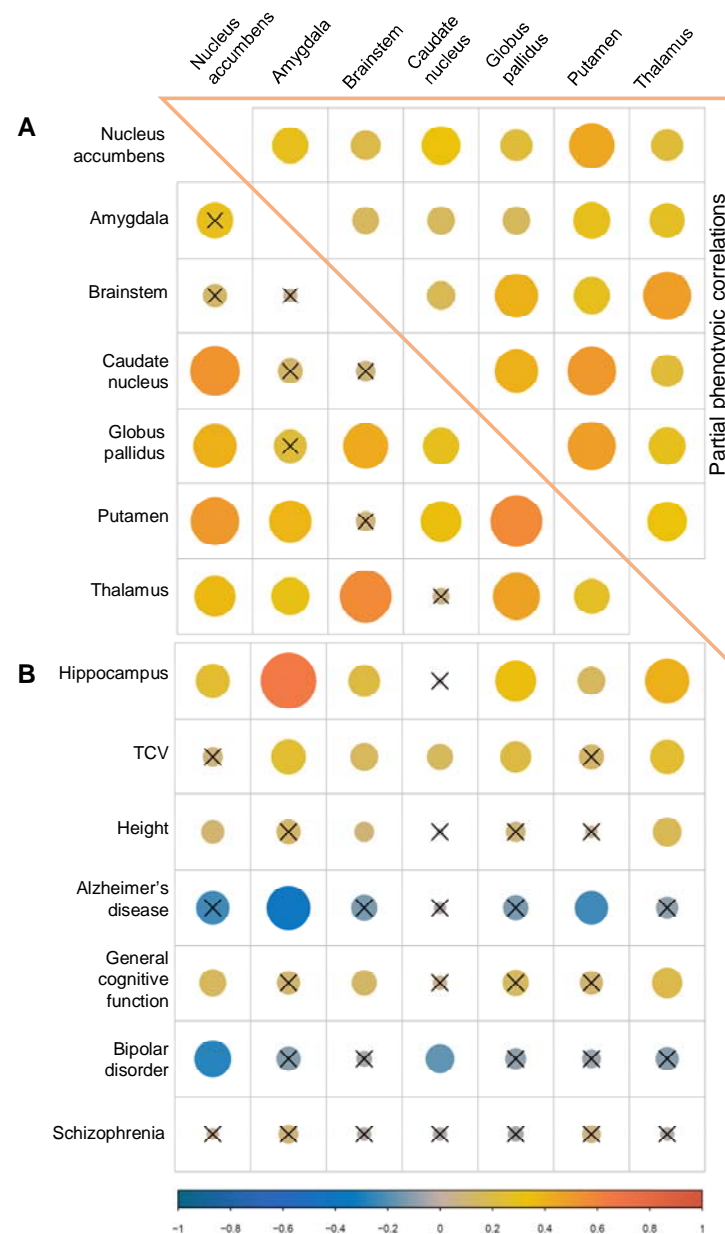 Nucleus
accumbens
Amygdala
Brainstem
Caudate
nucleus
Globus
pallidus
Putamen
Thalamus
A
Nucleus
accumbens
Amygdala
Brainstem
Caudate
nucleus
Globus
pallidus
Putamen
Thalamus
Partial phenotypic correlations
B
Hippocampus
TCV
Height
Alzheimer's
disease
General
cognitive
function
Bipolar
disorder
Schizophrenia
−1 −0.8 −0.6 −0.4 −0.2 0 0.2 0.4 0.6 0.8 1